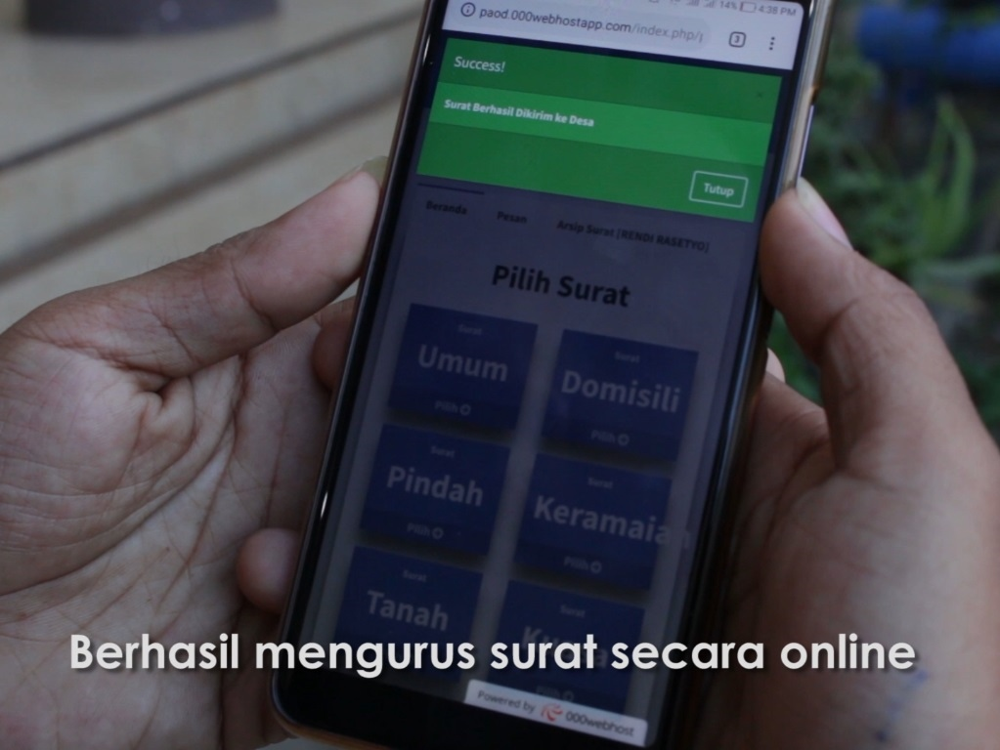 14% 4:38 PM
paod.000webhostapp.com/index.php/
3
Success!
Surat Berhasil Dikirim ke Desa
Tutup
Beranda Pesan Arsip Surat [RENDI RASETYO]
Pilih Surat
Surat
Umum
Pilih
Surat
Domisili
Pilih
Surat
Pindah
Pilih
Surat
Keramaian
Pilih
Surat
Tanah
Surat
Berhasil mengurus surat secara online
Powered by 000webhost